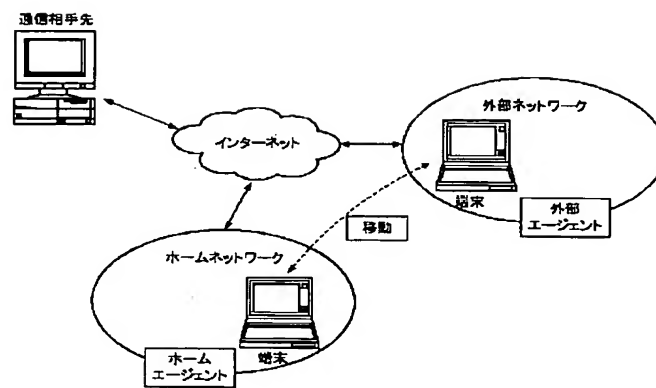 通信相手先
インターネット
外部ネットワーク
端末
外部
エージェント
移動
ホームネットワーク
端末
ホーム
エージェント